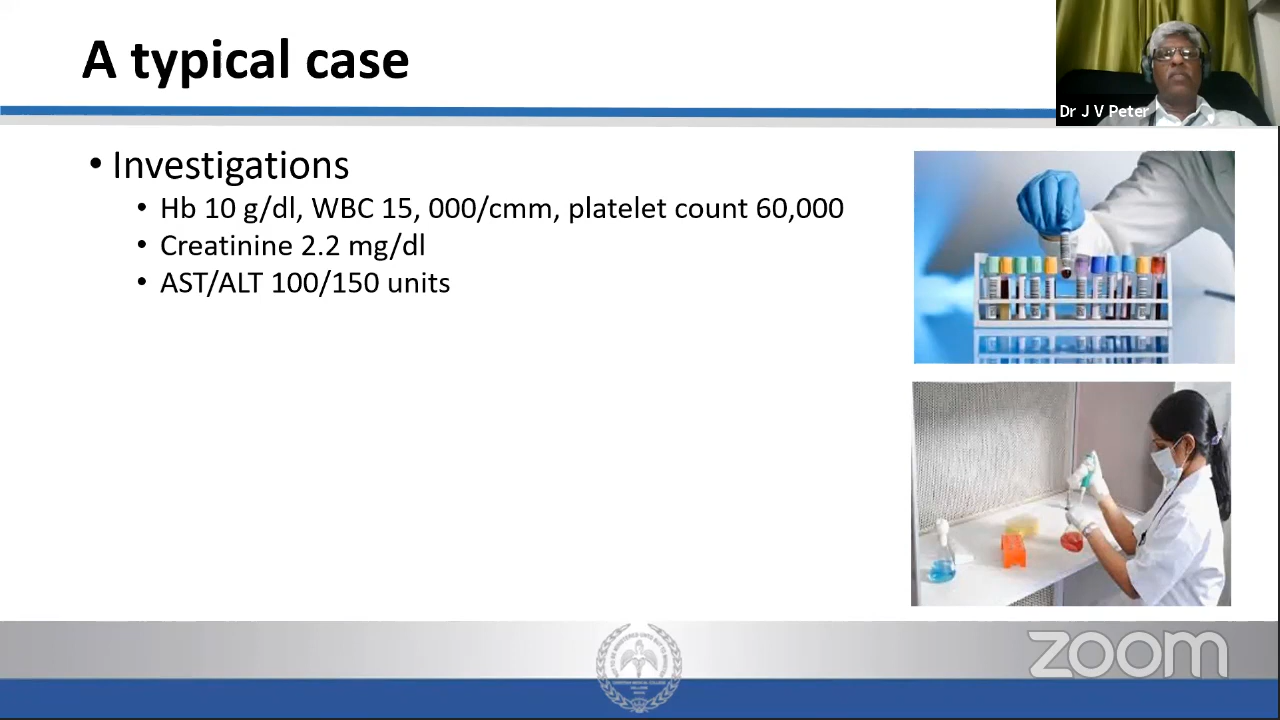 A typical case
Dr J V Peter
• Investigations
• Hb 10 g/dl, WBC 15, 000/cmm, platelet count 60,000
• Creatinine 2.2 mg/dl
• AST/ALT 100/150 units
zoom